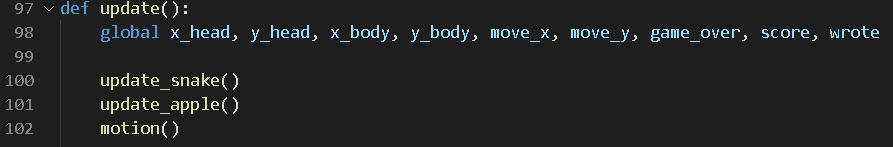 97 def update():
98     global x_head, y_head, x_body, y_body, move_x, move_y, game_over, score, wrote
99
100     update_snake()
101     update_apple()
102     motion()